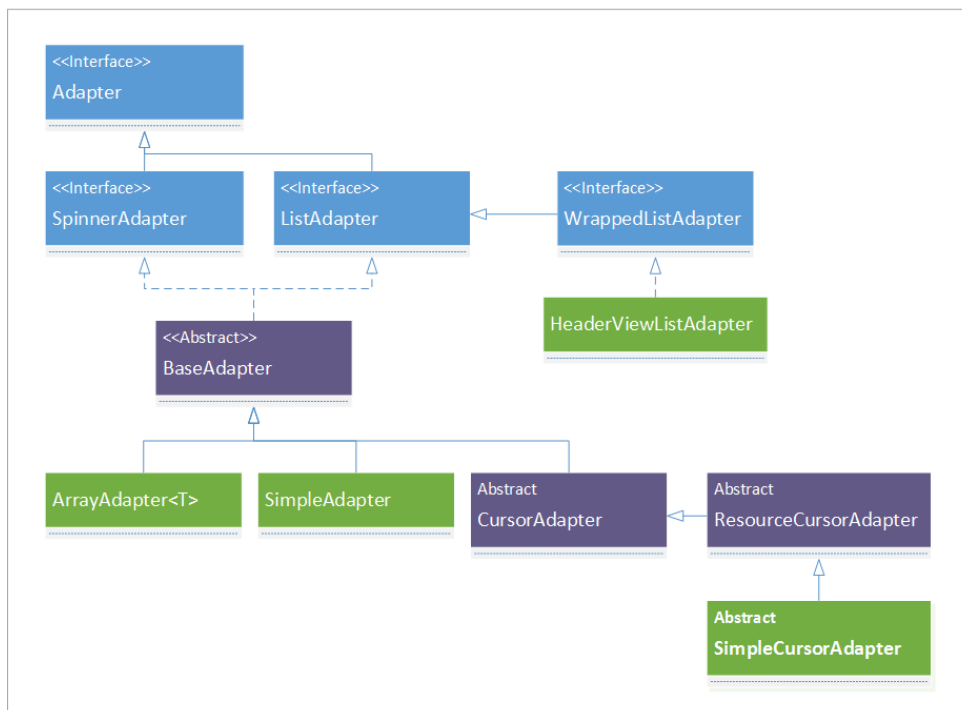 <<Interface>>
Adapter
<<Interface>>
SpinnerAdapter
<<Interface>>
ListAdapter
<<Interface>>
WrappedListAdapter
HeaderViewListAdapter
<<Abstract>>
BaseAdapter
ArrayAdapter<T>
SimpleAdapter
Abstract
CursorAdapter
Abstract
ResourceCursorAdapter
Abstract
SimpleCursorAdapter